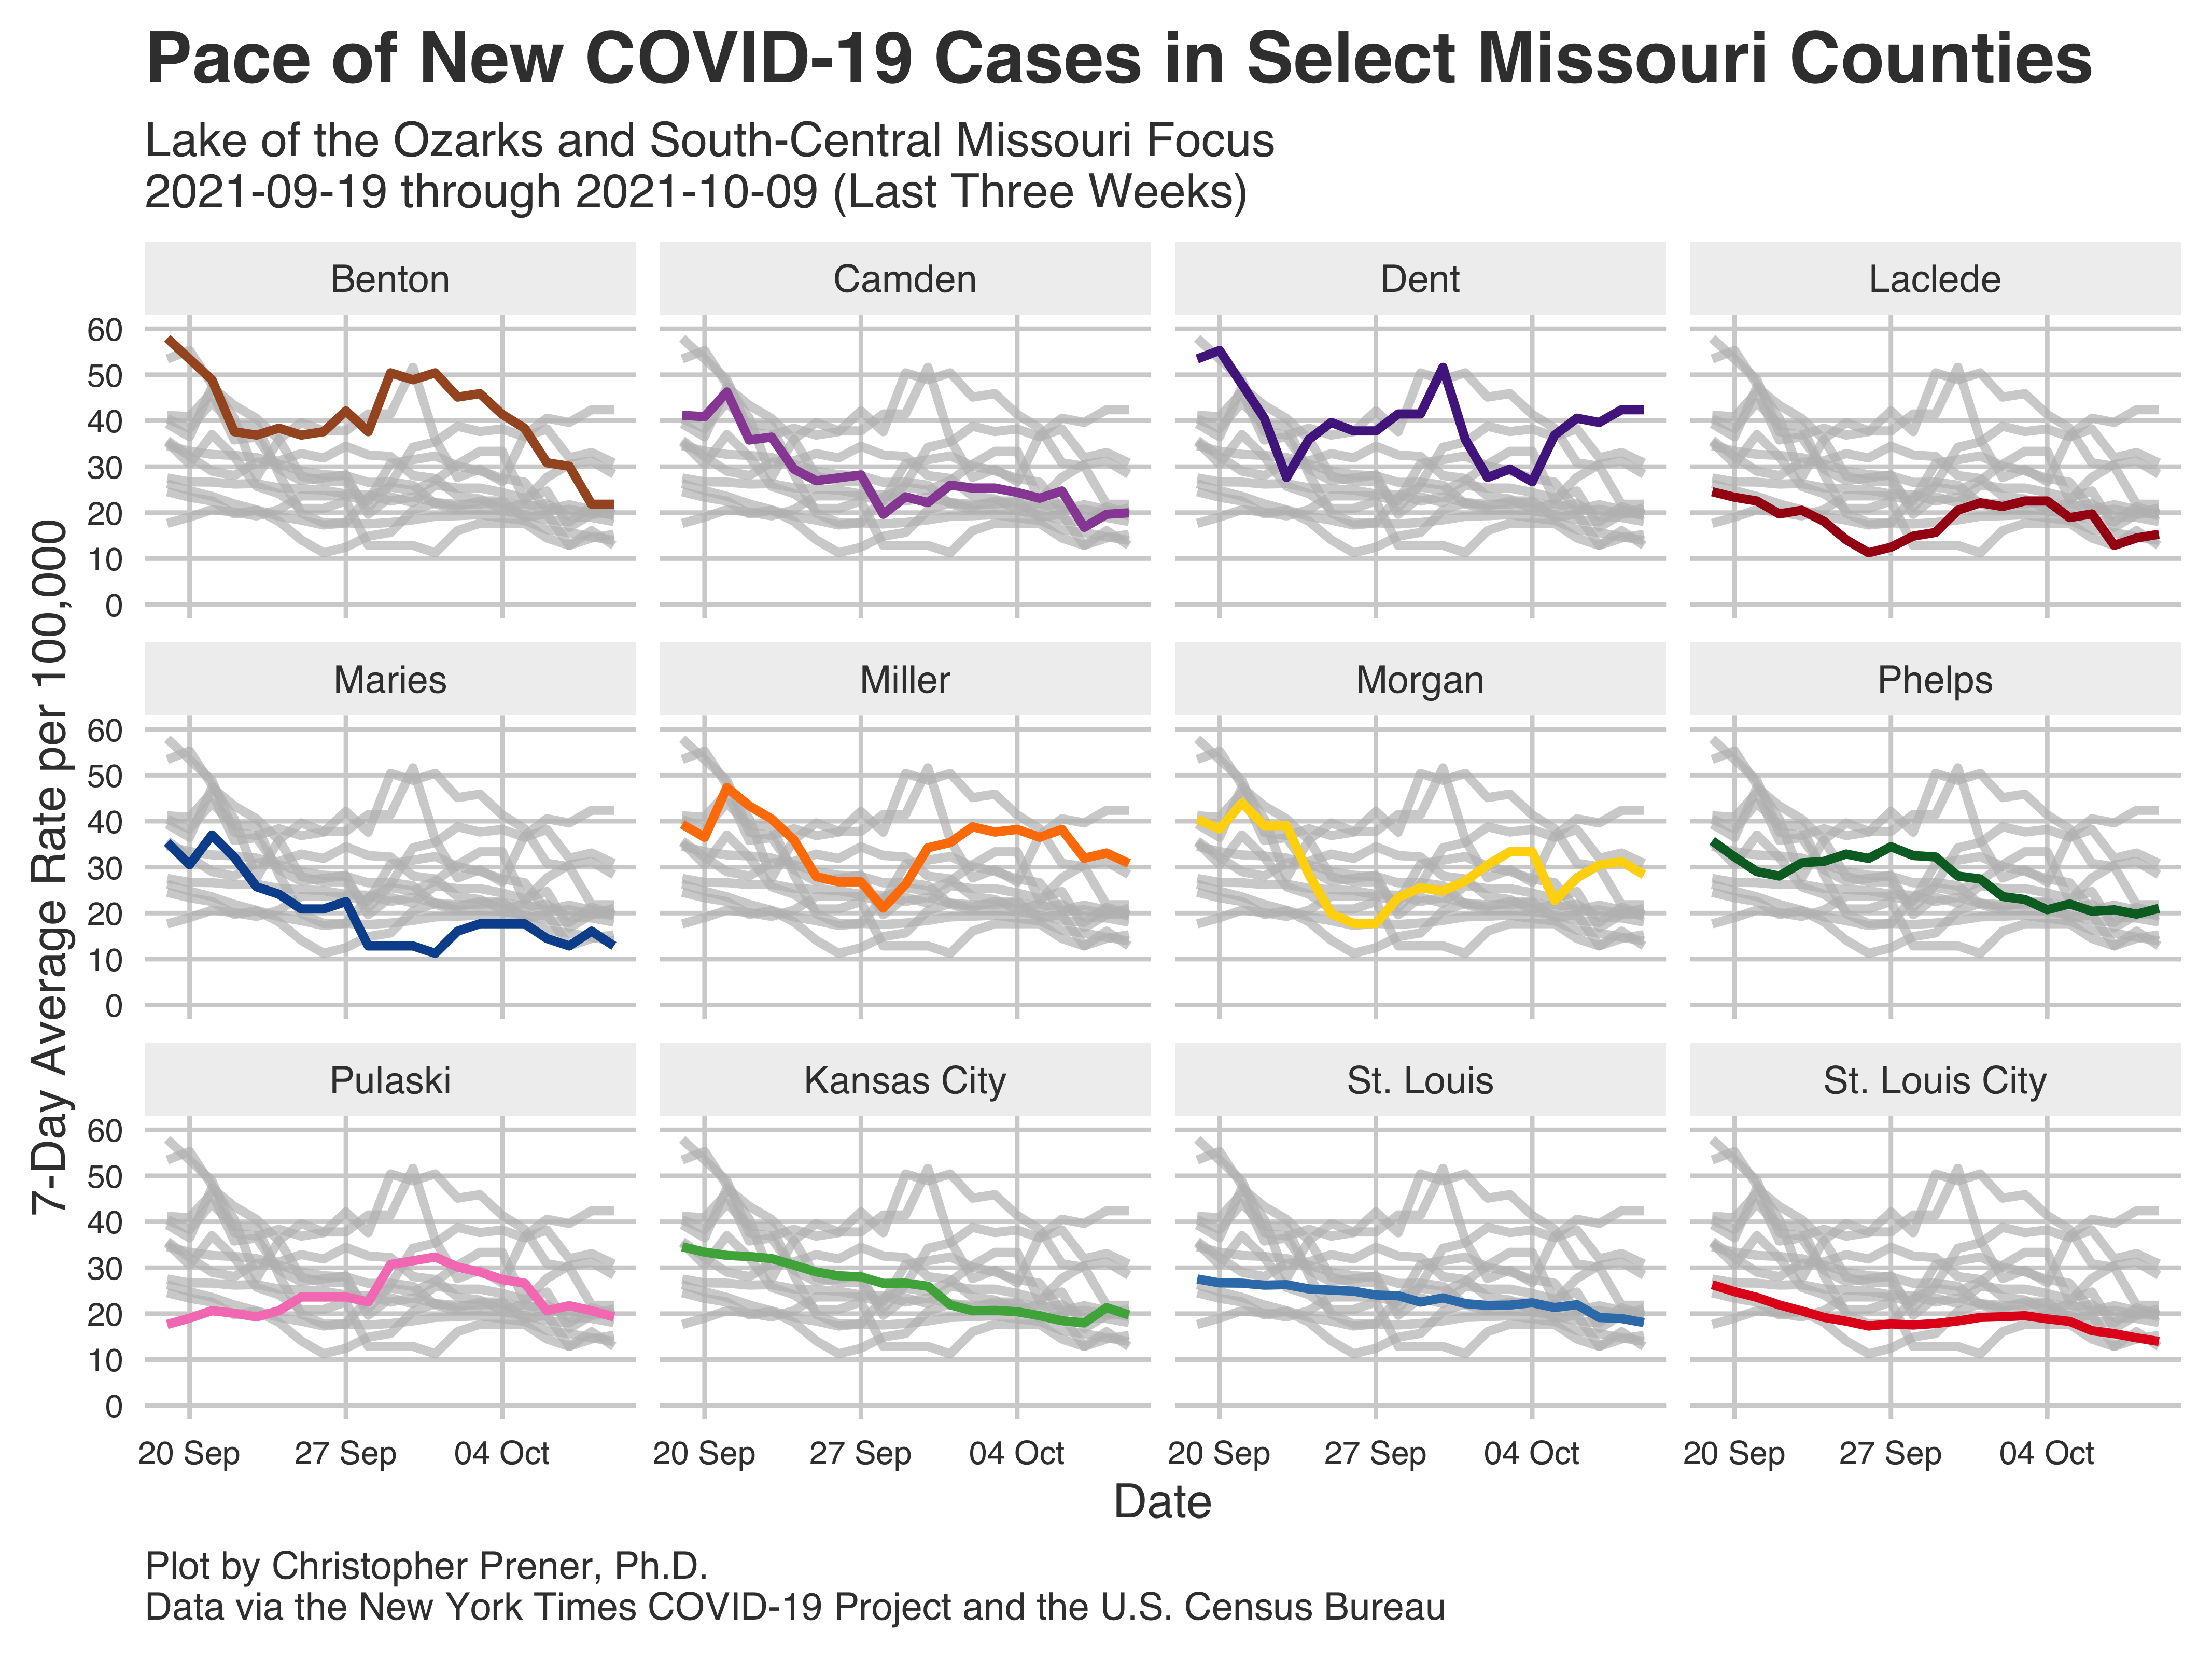 Pace of New COVID-19 Cases in Select Missouri Counties
Lake of the Ozarks and South-Central Missouri Focus
2021-09-19 through 2021-10-09 (Last Three Weeks)
7-Day Average Rate per 100,000
Benton
Camden
Dent
Laclede
60
50
40
30
20
10
0
Maries
Miller
Morgan
Phelps
60
50
40
30
20
10
0
Pulaski
Kansas City
St. Louis
St. Louis City
60
50
40
30
20
10
0
20 Sep 27 Sep 04 Oct
20 Sep 27 Sep 04 Oct
20 Sep 27 Sep 04 Oct
20 Sep 27 Sep 04 Oct
Date
Plot by Christopher Prener, Ph.D.
Data via the New York Times COVID-19 Project and the U.S. Census Bureau